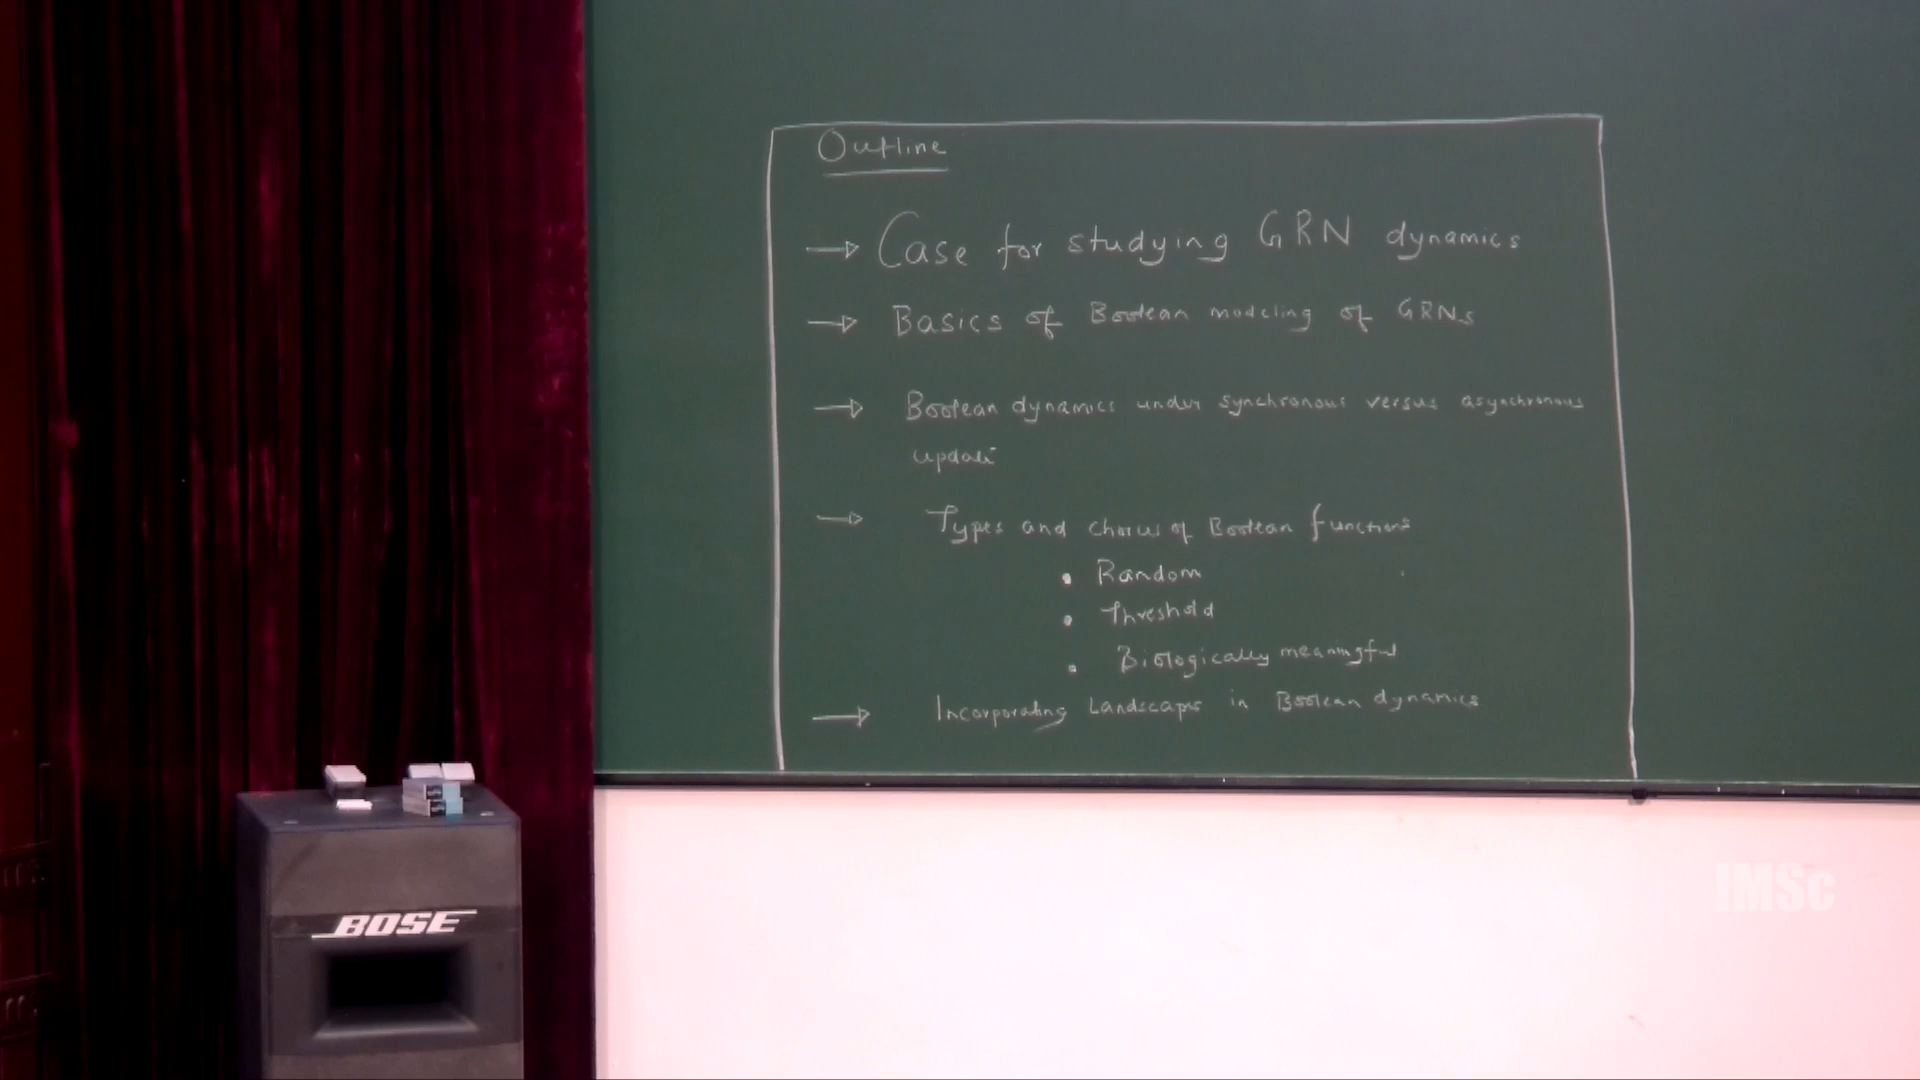 Outline
→ Case for studying GRN dynamics
→ Basics of Boolean modeling of GRNs
→ Boolean dynamics under synchronous versus asynchronous
update
→ Types and choices of Boolean functions
• Random
• Threshold
• Biologically meaningful
→ Incorporating Landscapes in Boolean dynamics
BOSE
IMSc